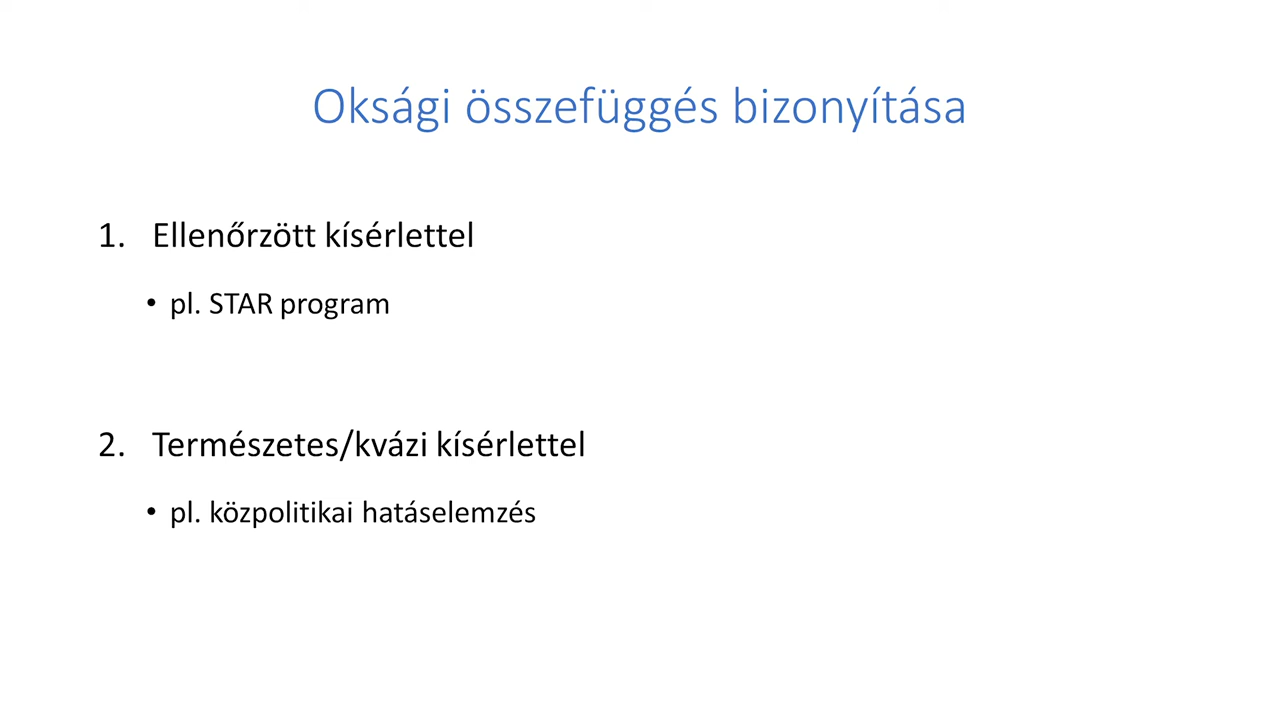 Oksági összefüggés bizonyítása
1. Ellenőrzött kísérlettel
• pl. STAR program
2. Természetes/kvázi kísérlettel
• pl. közpolitikai hatáselemzés